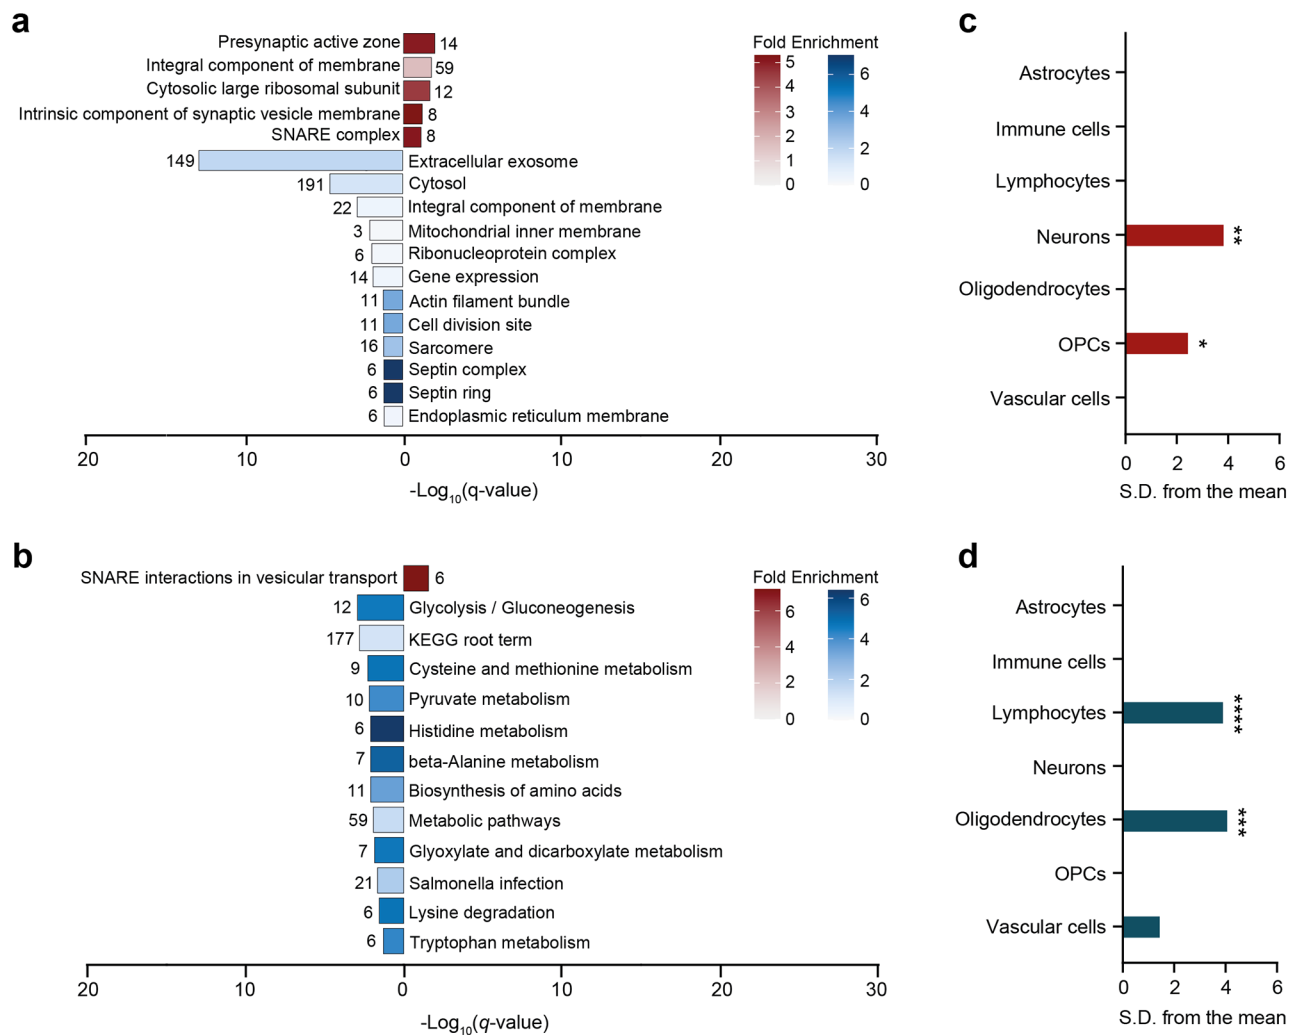 a
Presynaptic active zone 14
Integral component of membrane 59
Cytosolic large ribosomal subunit 12
Intrinsic component of synaptic vesicle membrane 8
SNARE complex 8
149 Extracellular exosome
191 Cytosol
22 Integral component of membrane
3 Mitochondrial inner membrane
6 Ribonucleoprotein complex
14 Gene expression
11 Actin filament bundle
11 Cell division site
16 Sarcomere
6 Septin complex
6 Septin ring
6 Endoplasmic reticulum membrane
20 10 0 10 20 30
-Log10(q-value)
Fold Enrichment
5
4
3
2
1
0
6
4
2
0
c
Astrocytes
Immune cells
Lymphocytes
Neurons **
Oligodendrocytes
OPCs *
Vascular cells
0 2 4 6
S.D. from the mean
b
SNARE interactions in vesicular transport 6
12 Glycolysis / Gluconeogenesis
177 KEGG root term
9 Cysteine and methionine metabolism
10 Pyruvate metabolism
6 Histidine metabolism
7 beta-Alanine metabolism
11 Biosynthesis of amino acids
59 Metabolic pathways
7 Glyoxylate and dicarboxylate metabolism
21 Salmonella infection
6 Lysine degradation
6 Tryptophan metabolism
20 10 0 10 20 30
-Log10(q-value)
Fold Enrichment
6
4
2
0
6
4
2
0
d
Astrocytes
Immune cells
Lymphocytes ****
Neurons
Oligodendrocytes ***
OPCs
Vascular cells
0 2 4 6
S.D. from the mean